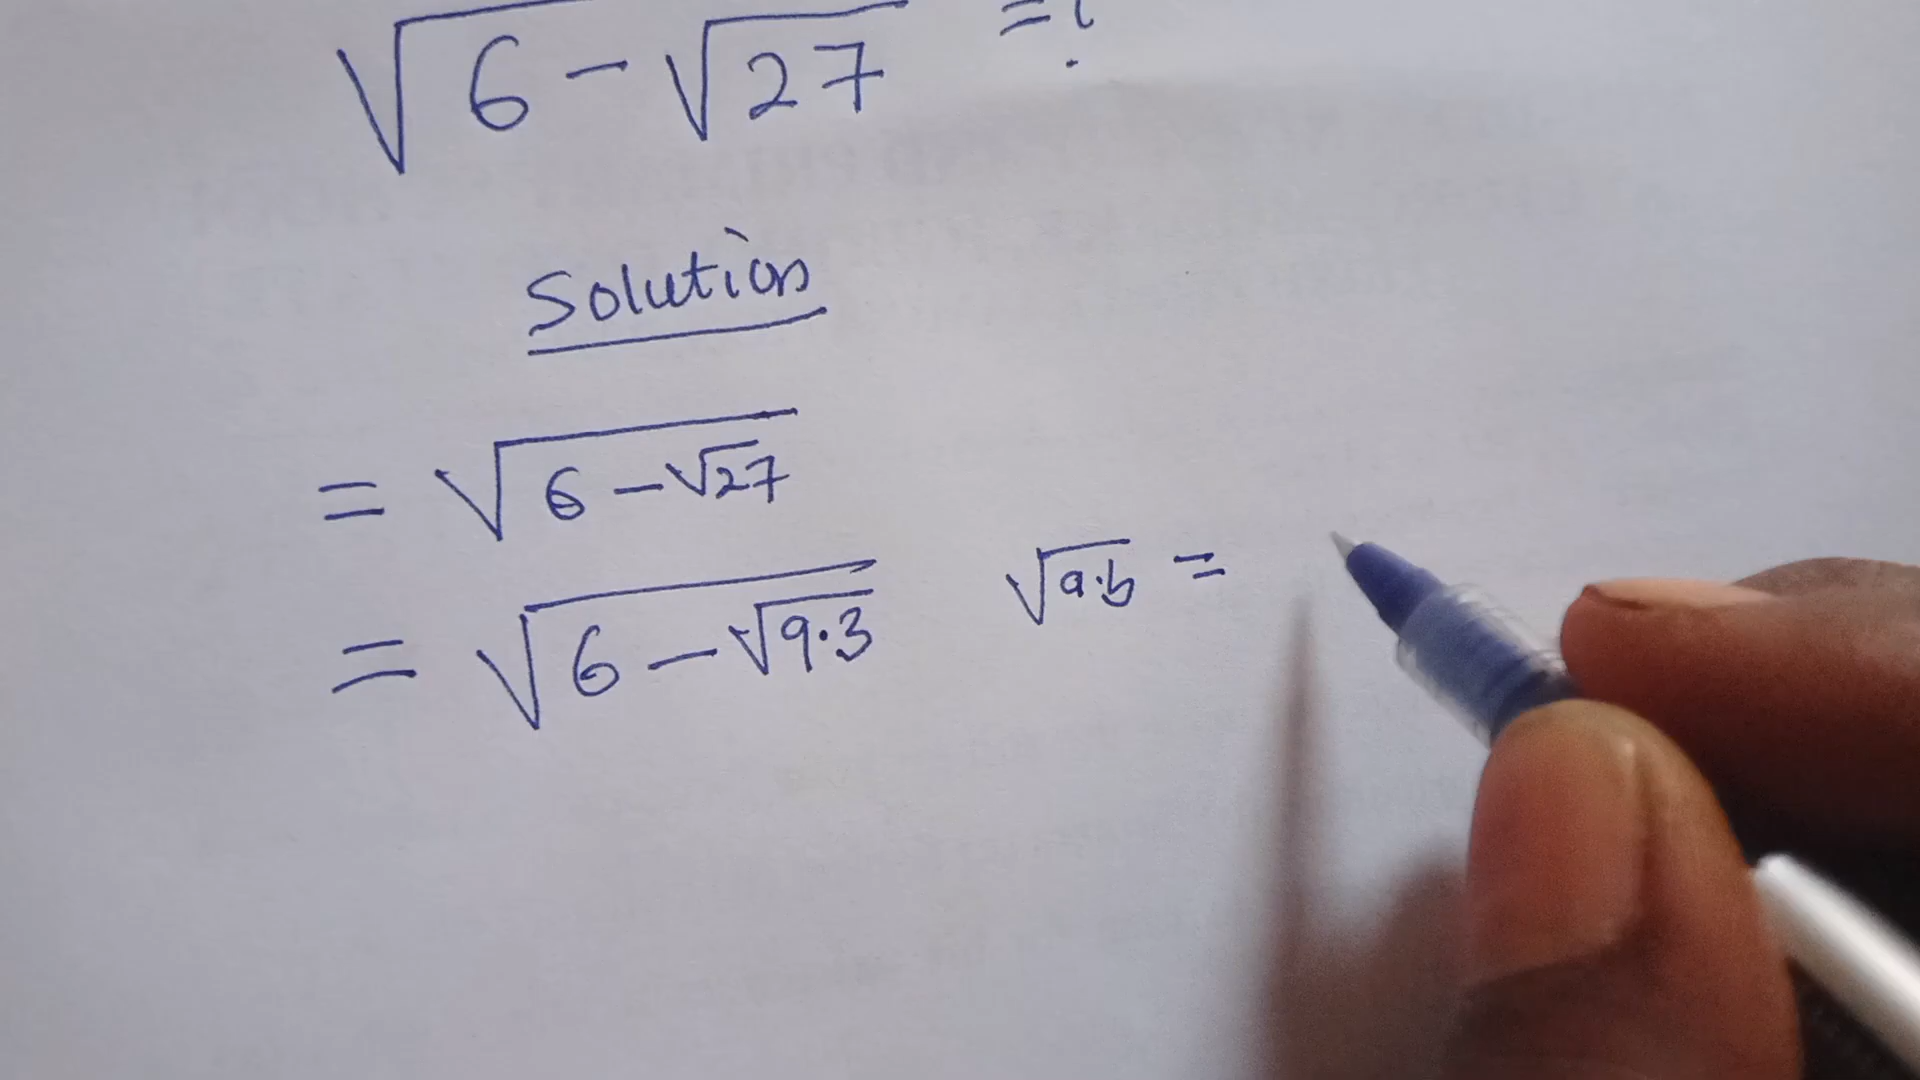 √6-√27 =?
Solution
= √6-√27
= √6-√9·3 √a·b =